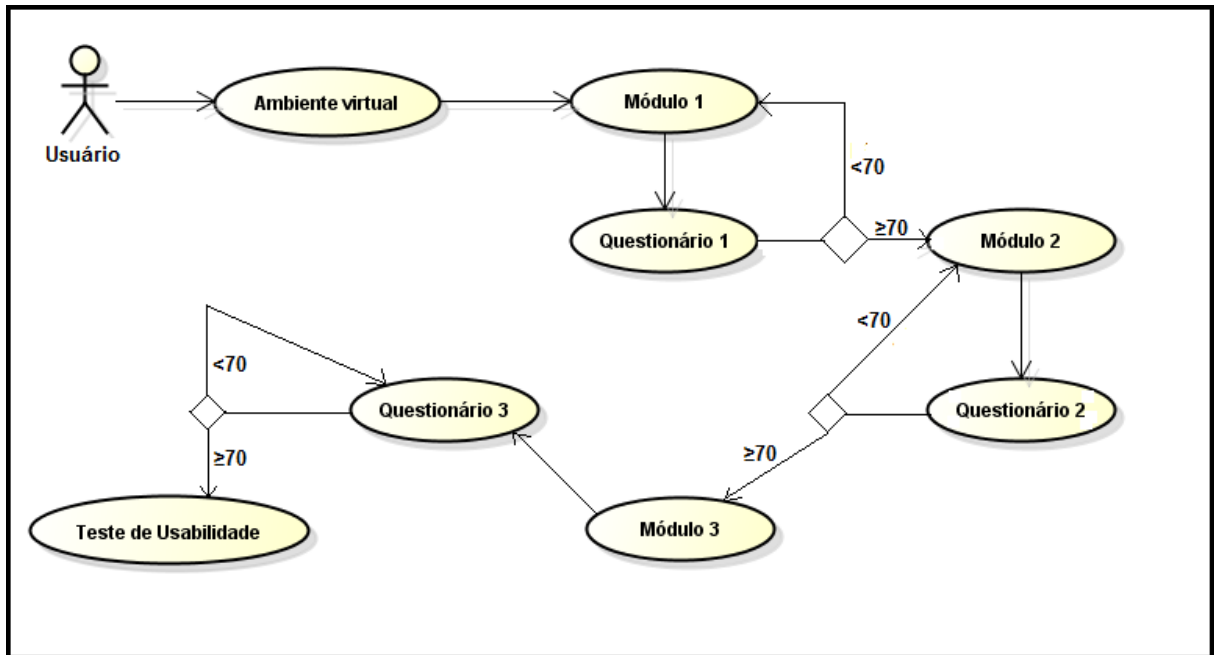 Usuário
Ambiente virtual
Módulo 1
<70
Questionário 1
≥70
Módulo 2
<70
Questionário 2
≥70
Módulo 3
Questionário 3
<70
≥70
Teste de Usabilidade